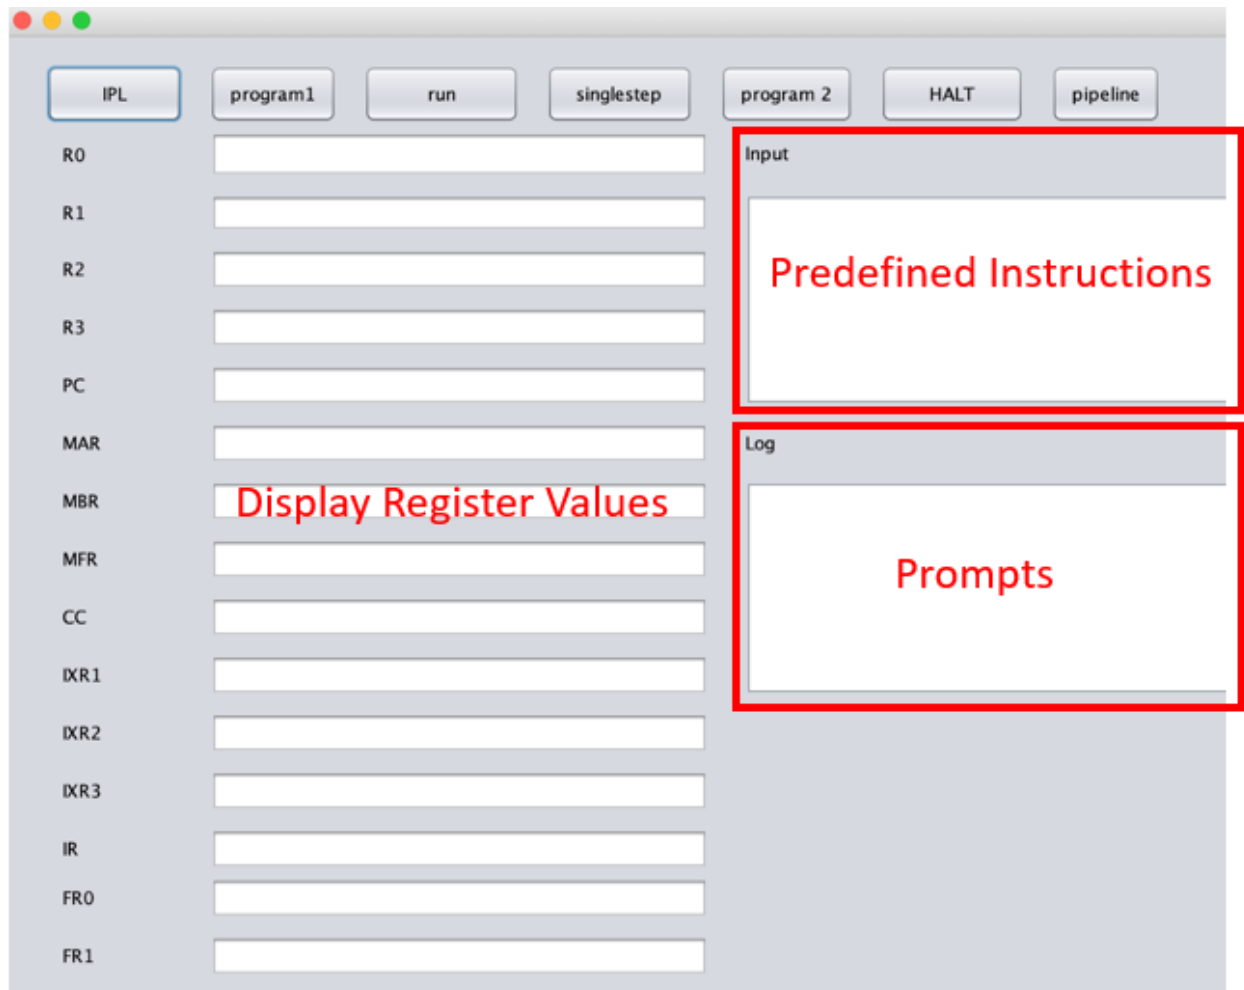 IPL program1 run singlestep program 2 HALT pipeline
R0
R1
R2
R3
PC
MAR
MBR
MFR
CC
IXR1
IXR2
IXR3
IR
FR0
FR1
Display Register Values
Input
Predefined Instructions
Log
Prompts